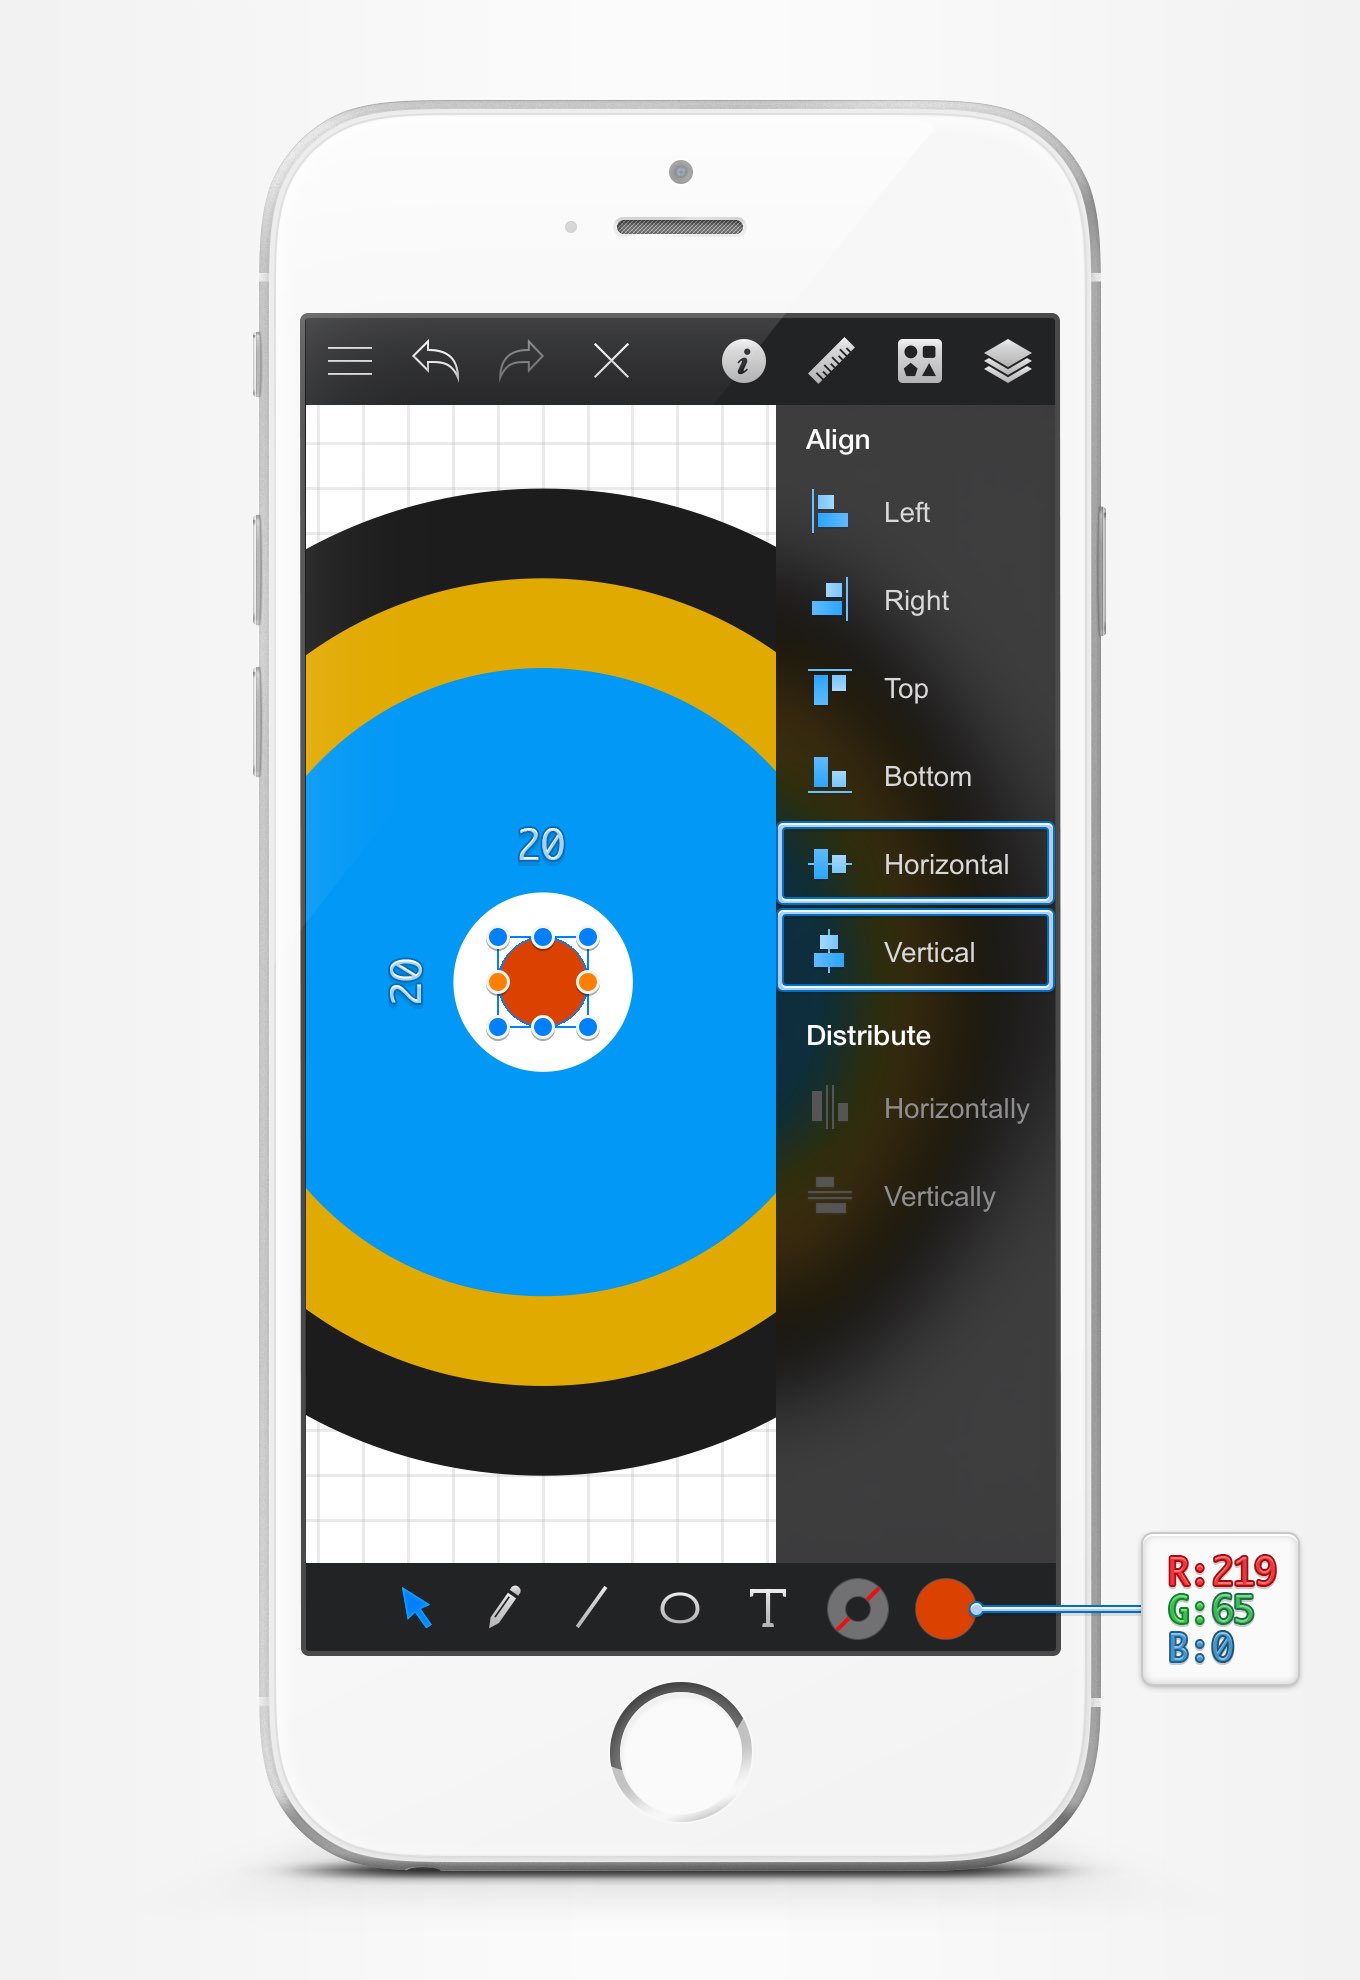 Align
Left
Right
Top
Bottom
Horizontal
Vertical
Distribute
Horizontally
Vertically
20
20
T
R:219
G:65
B:0